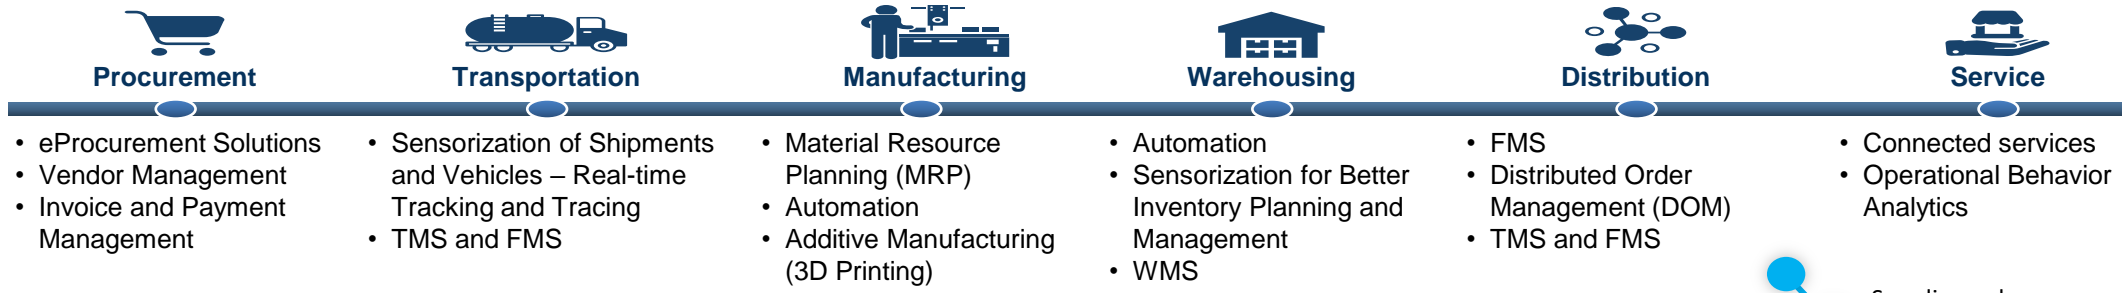 Procurement
Transportation
Manufacturing
Warehousing
Distribution
Service
• eProcurement Solutions
• Vendor Management
• Invoice and Payment
Management
• Sensorization of Shipments
and Vehicles – Real-time
Tracking and Tracing
• TMS and FMS
• Material Resource
Planning (MRP)
• Automation
• Additive Manufacturing
(3D Printing)
• Automation
• Sensorization for Better
Inventory Planning and
Management
• WMS
• FMS
• Distributed Order
Management (DOM)
• TMS and FMS
• Connected services
• Operational Behavior
Analytics